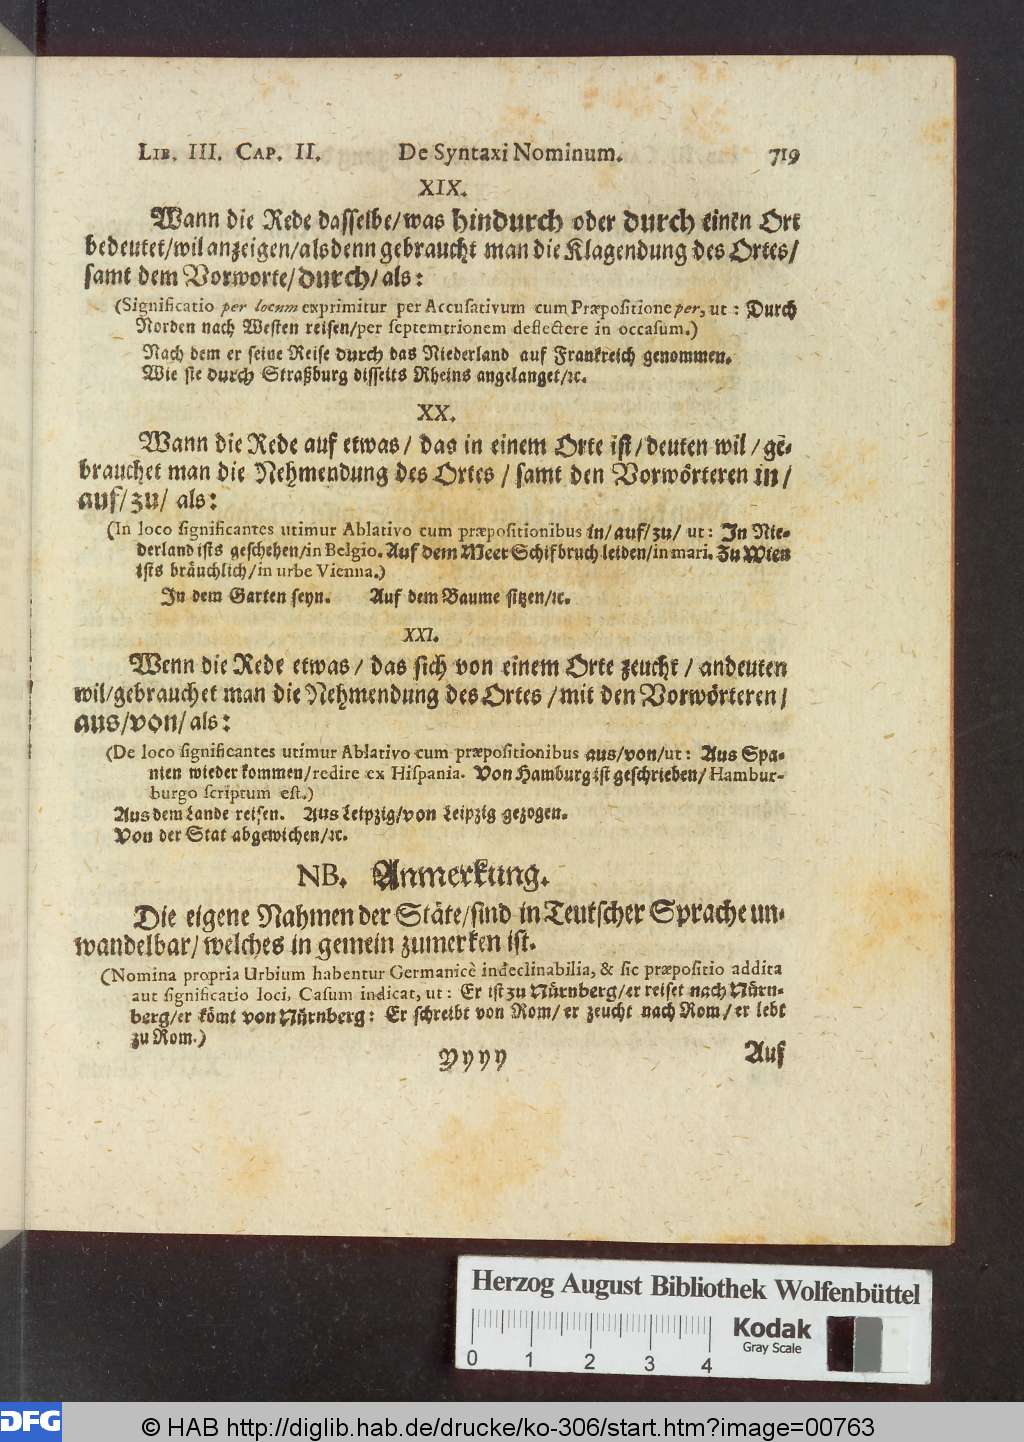 LIB. III. CAP. II. De Syntaxi Nominum. 719
XIX.
Wann die Rede dasselbe/was hindurch oder durch einen Ort
bedeutet/wil anzeigen/alsdenn gebraucht man die Klagendung des Ortes/
samt dem Vorworte/durch/als:
(Significatio per locum exprimitur per Accusativum cum Præpositione per, ut: Durch
Norden nach Westen reisen/per septemtrionem deflectere in occasum.)
Nach dem er seine Reise durch das Niederland auf Frankreich genommen.
Wie sie durch Straßburg disseits Rheins angelanget/ꝛc.
XX.
Wann die Rede auf etwas/ das in einem Orte ist/deuten wil/ge-
brauchet man die Nehmendung des Ortes/ samt den Vorwörteren in/
auf/zu/ als:
(In loco significantes utimur Ablativo cum præpositionibus in/auf/zu/ ut: In Nie-
derland ists geschehen/in Belgio. Auf dem Meer Schifbruch leiden/in mari. Zu Wien
ists bräuchlich/in urbe Vienna.)
In dem Garten seyn. Auf dem Baume sitzen/ꝛc.
XXI.
Wenn die Rede etwas/ das sich von einem Orte zeucht/ andeuten
wil/gebrauchet man die Nehmendung des Ortes/mit den Vorwörteren/
aus/von/als:
(De loco significantes utimur Ablativo cum præpositionibus aus/von/ut: Aus Spa-
nien wieder kommen/redire ex Hispania. Von Hamburg ist geschrieben/Hambur-
burgo scriptum est.)
Aus dem Lande reisen. Aus Leipzig/von Leipzig gezogen.
Von der Stat abgewichen/ꝛc.
NB. Anmerkung.
Die eigene Nahmen der Stäte/sind in Teutscher Sprache un-
wandelbar/welches in gemein zumerken ist.
(Nomina propria Urbium habentur Germanicè indeclinabilia, & sic præpositio addita
aut significatio loci, Casum indicat, ut: Er ist zu Nürnberg/er reiset nach Nürn-
berg/er kömt von Nürnberg: Er schreibt von Rom/er zeucht nach Rom/er lebt
zu Rom.)
Yyyy Auf
Herzog August Bibliothek Wolfenbüttel
0 1 2 3 4
Kodak
Gray Scale
DFG
© HAB http://diglib.hab.de/drucke/ko-306/start.htm?image=00763